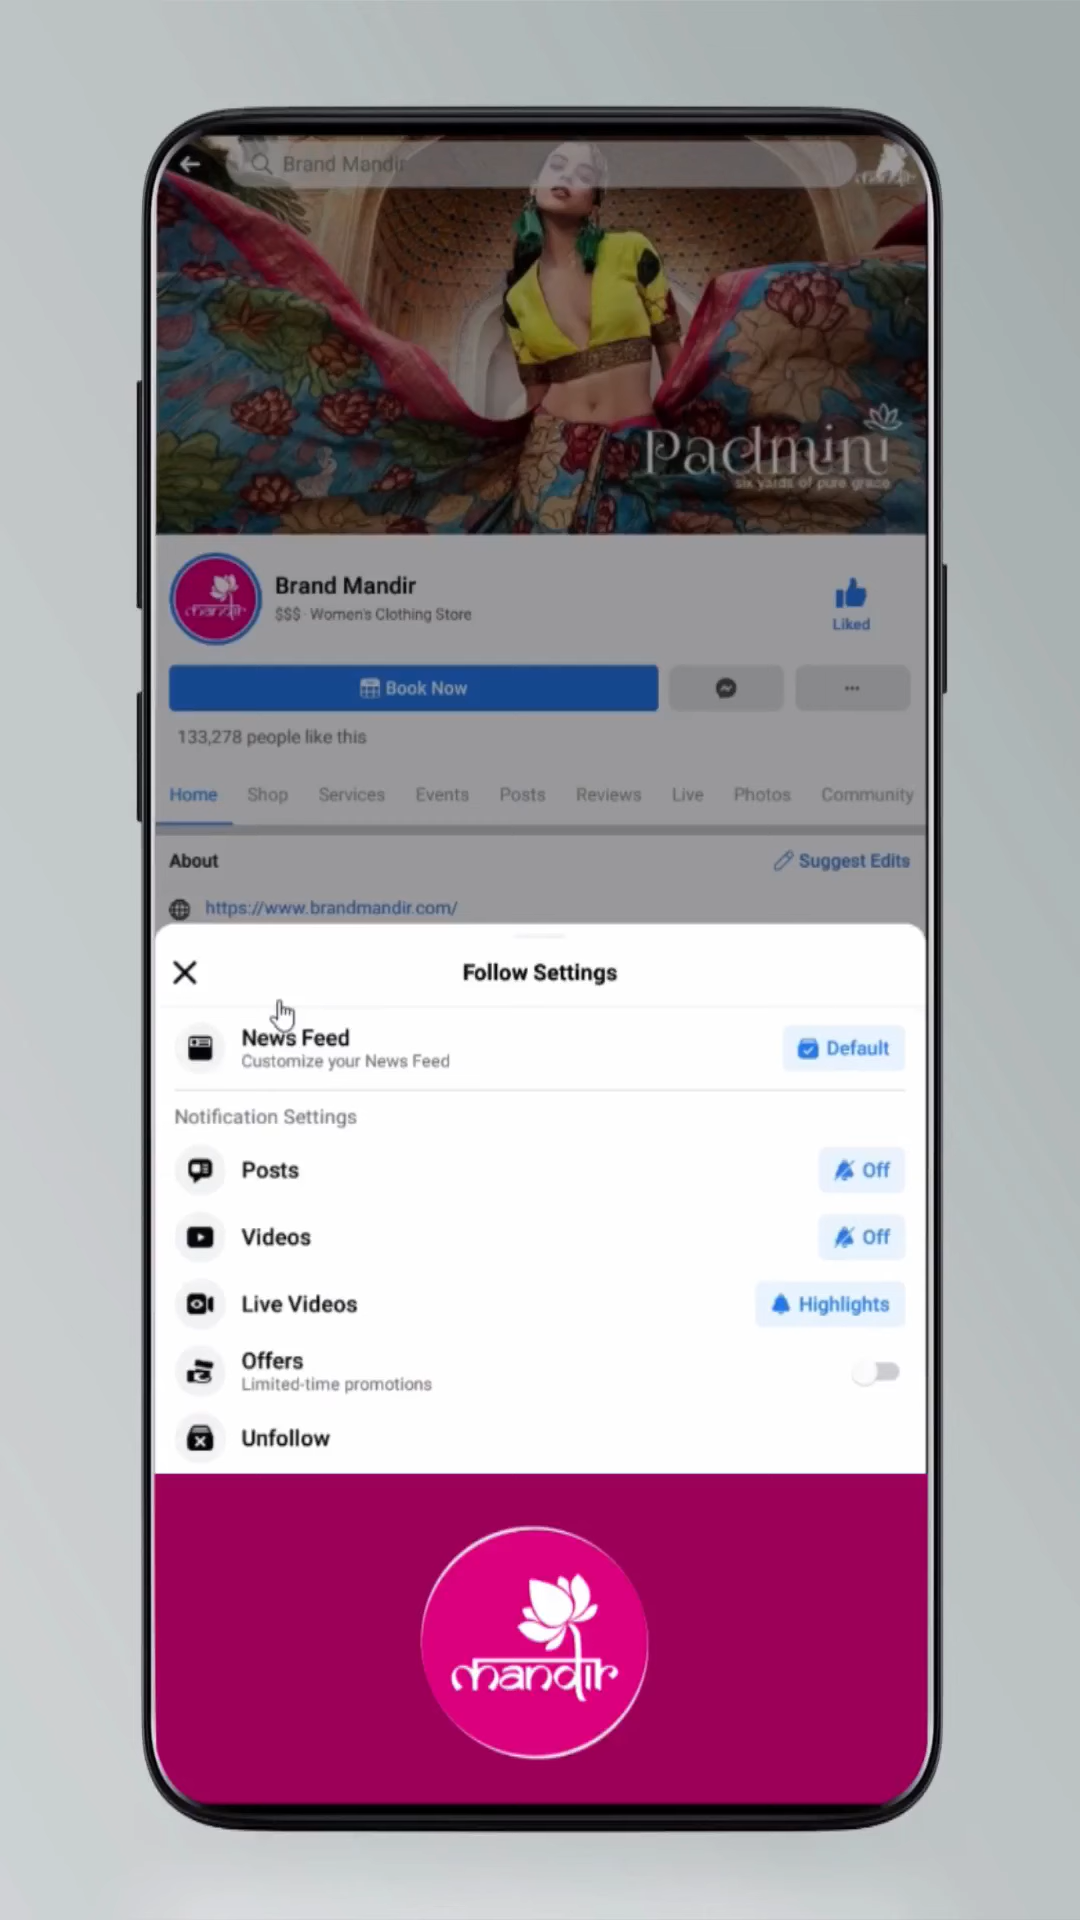 Brand Mandir
Padmini
six yards of pure grace
mandir
Brand Mandir
$$$ · Women's Clothing Store
Liked
Book Now
133,278 people like this
Home Shop Services Events Posts Reviews Live Photos Community
About
Suggest Edits
https://www.brandmandir.com/
Follow Settings
News Feed
Default
Customize your News Feed
Notification Settings
Posts
Off
Videos
Off
Live Videos
Highlights
Offers
Limited-time promotions
Unfollow
mandir